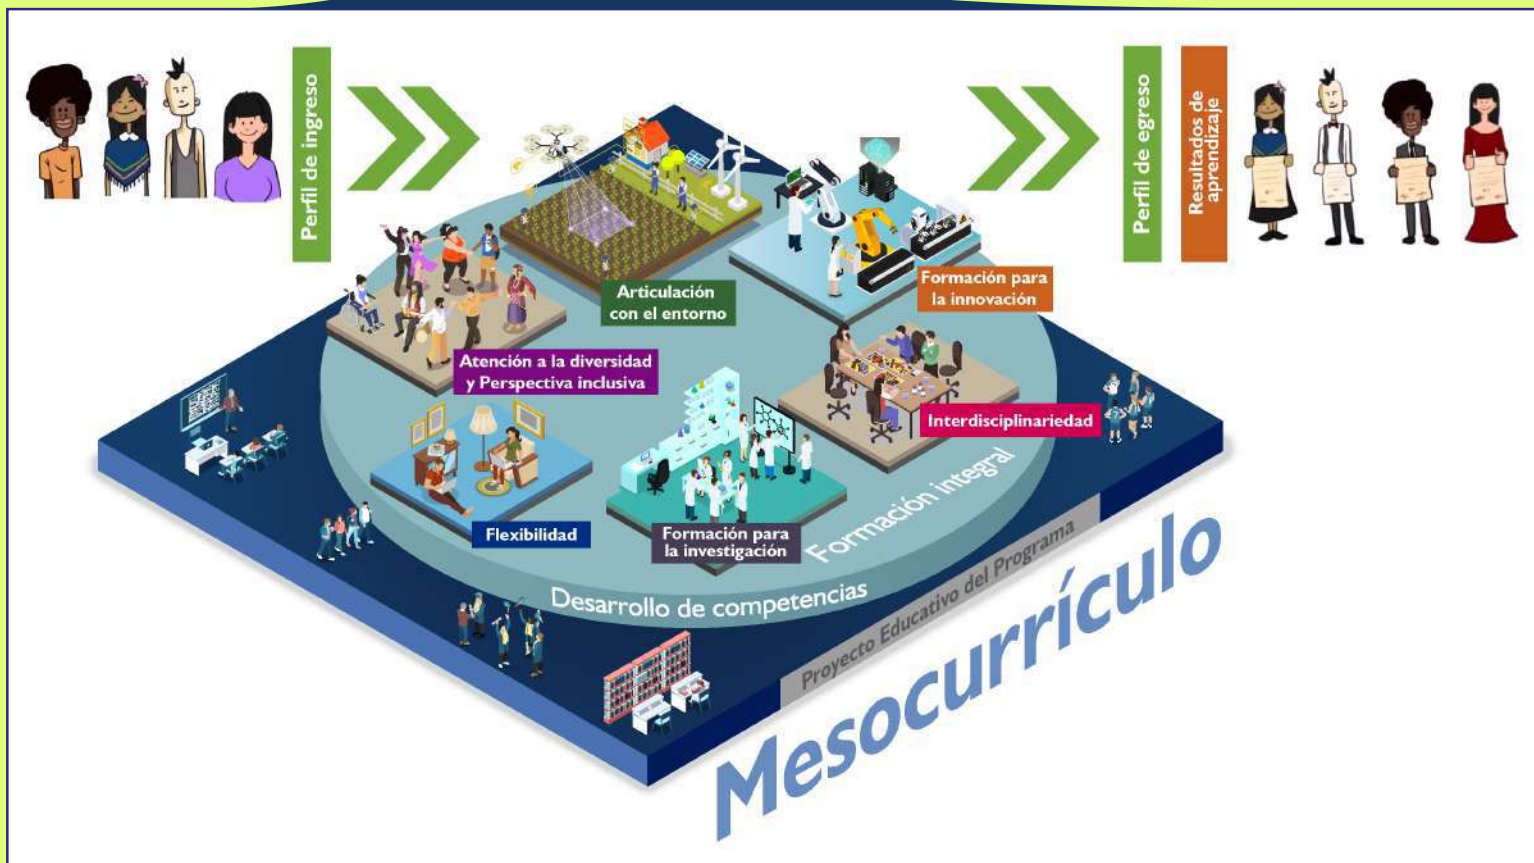 Perfil de ingreso
Perfil de egreso
Resultados de
aprendizaje
Articulación
con el entorno
Formación para
la innovación
Atención a la diversidad
y Perspectiva inclusiva
Interdisciplinariedad
Flexibilidad
Formación para
la investigación
Formación integral
Desarrollo de competencias
Proyecto Educativo del Programa
Mesocurrículo